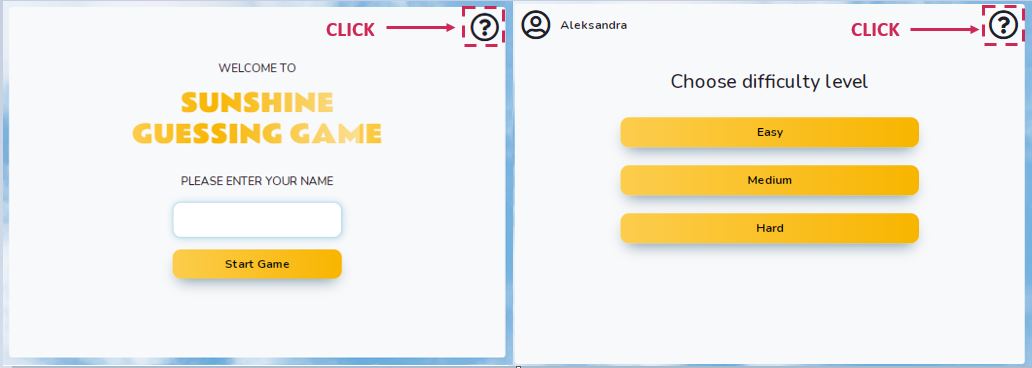 CLICK
?
WELCOME TO
SUNSHINE
GUESSING GAME
PLEASE ENTER YOUR NAME
Start Game
Aleksandra
CLICK
?
Choose difficulty level
Easy
Medium
Hard